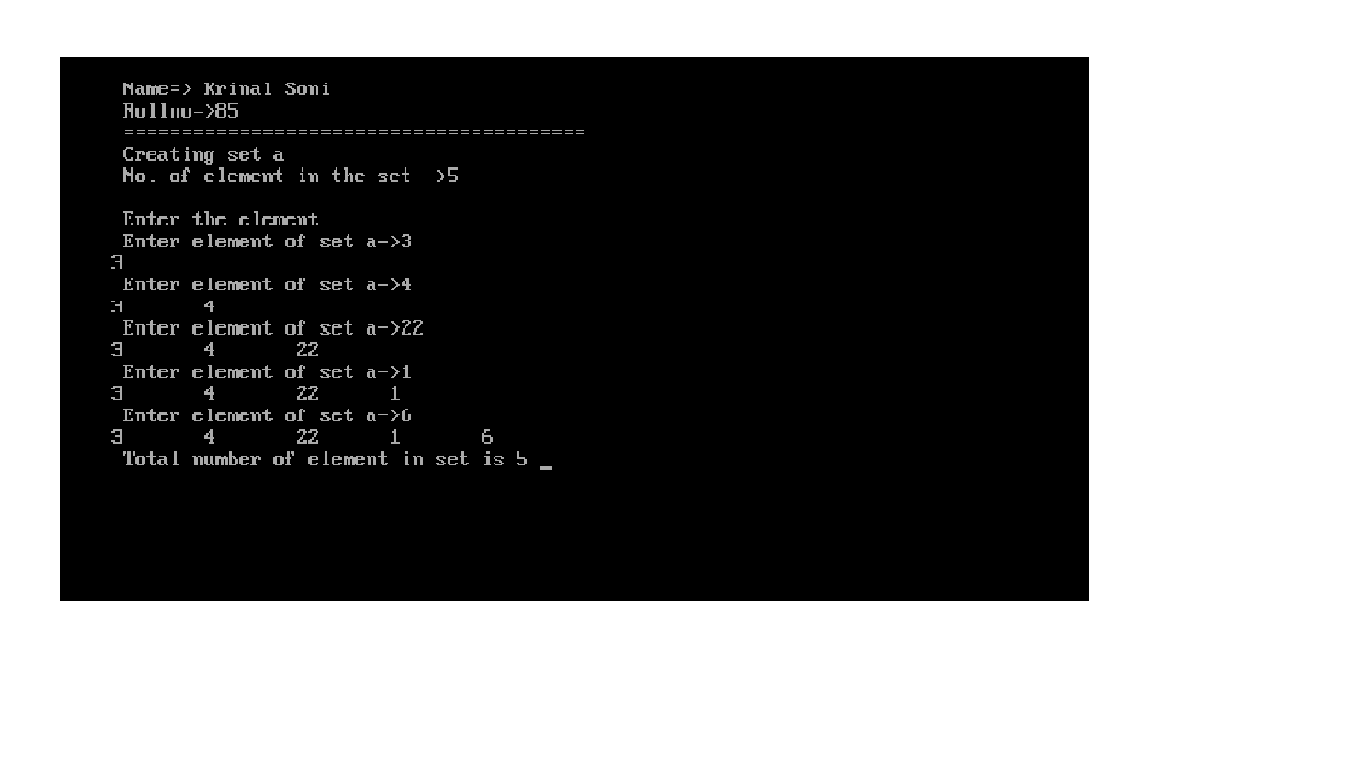 Name=> Krinal Soni
Rollno->85
========================================
Creating set a
No. of element in the set ->5
Enter the element
Enter element of set a->3
3
Enter element of set a->4
3 4
Enter element of set a->22
3 4 22
Enter element of set a->1
3 4 22 1
Enter element of set a->6
3 4 22 1 6
Total number of element in set is 5 _